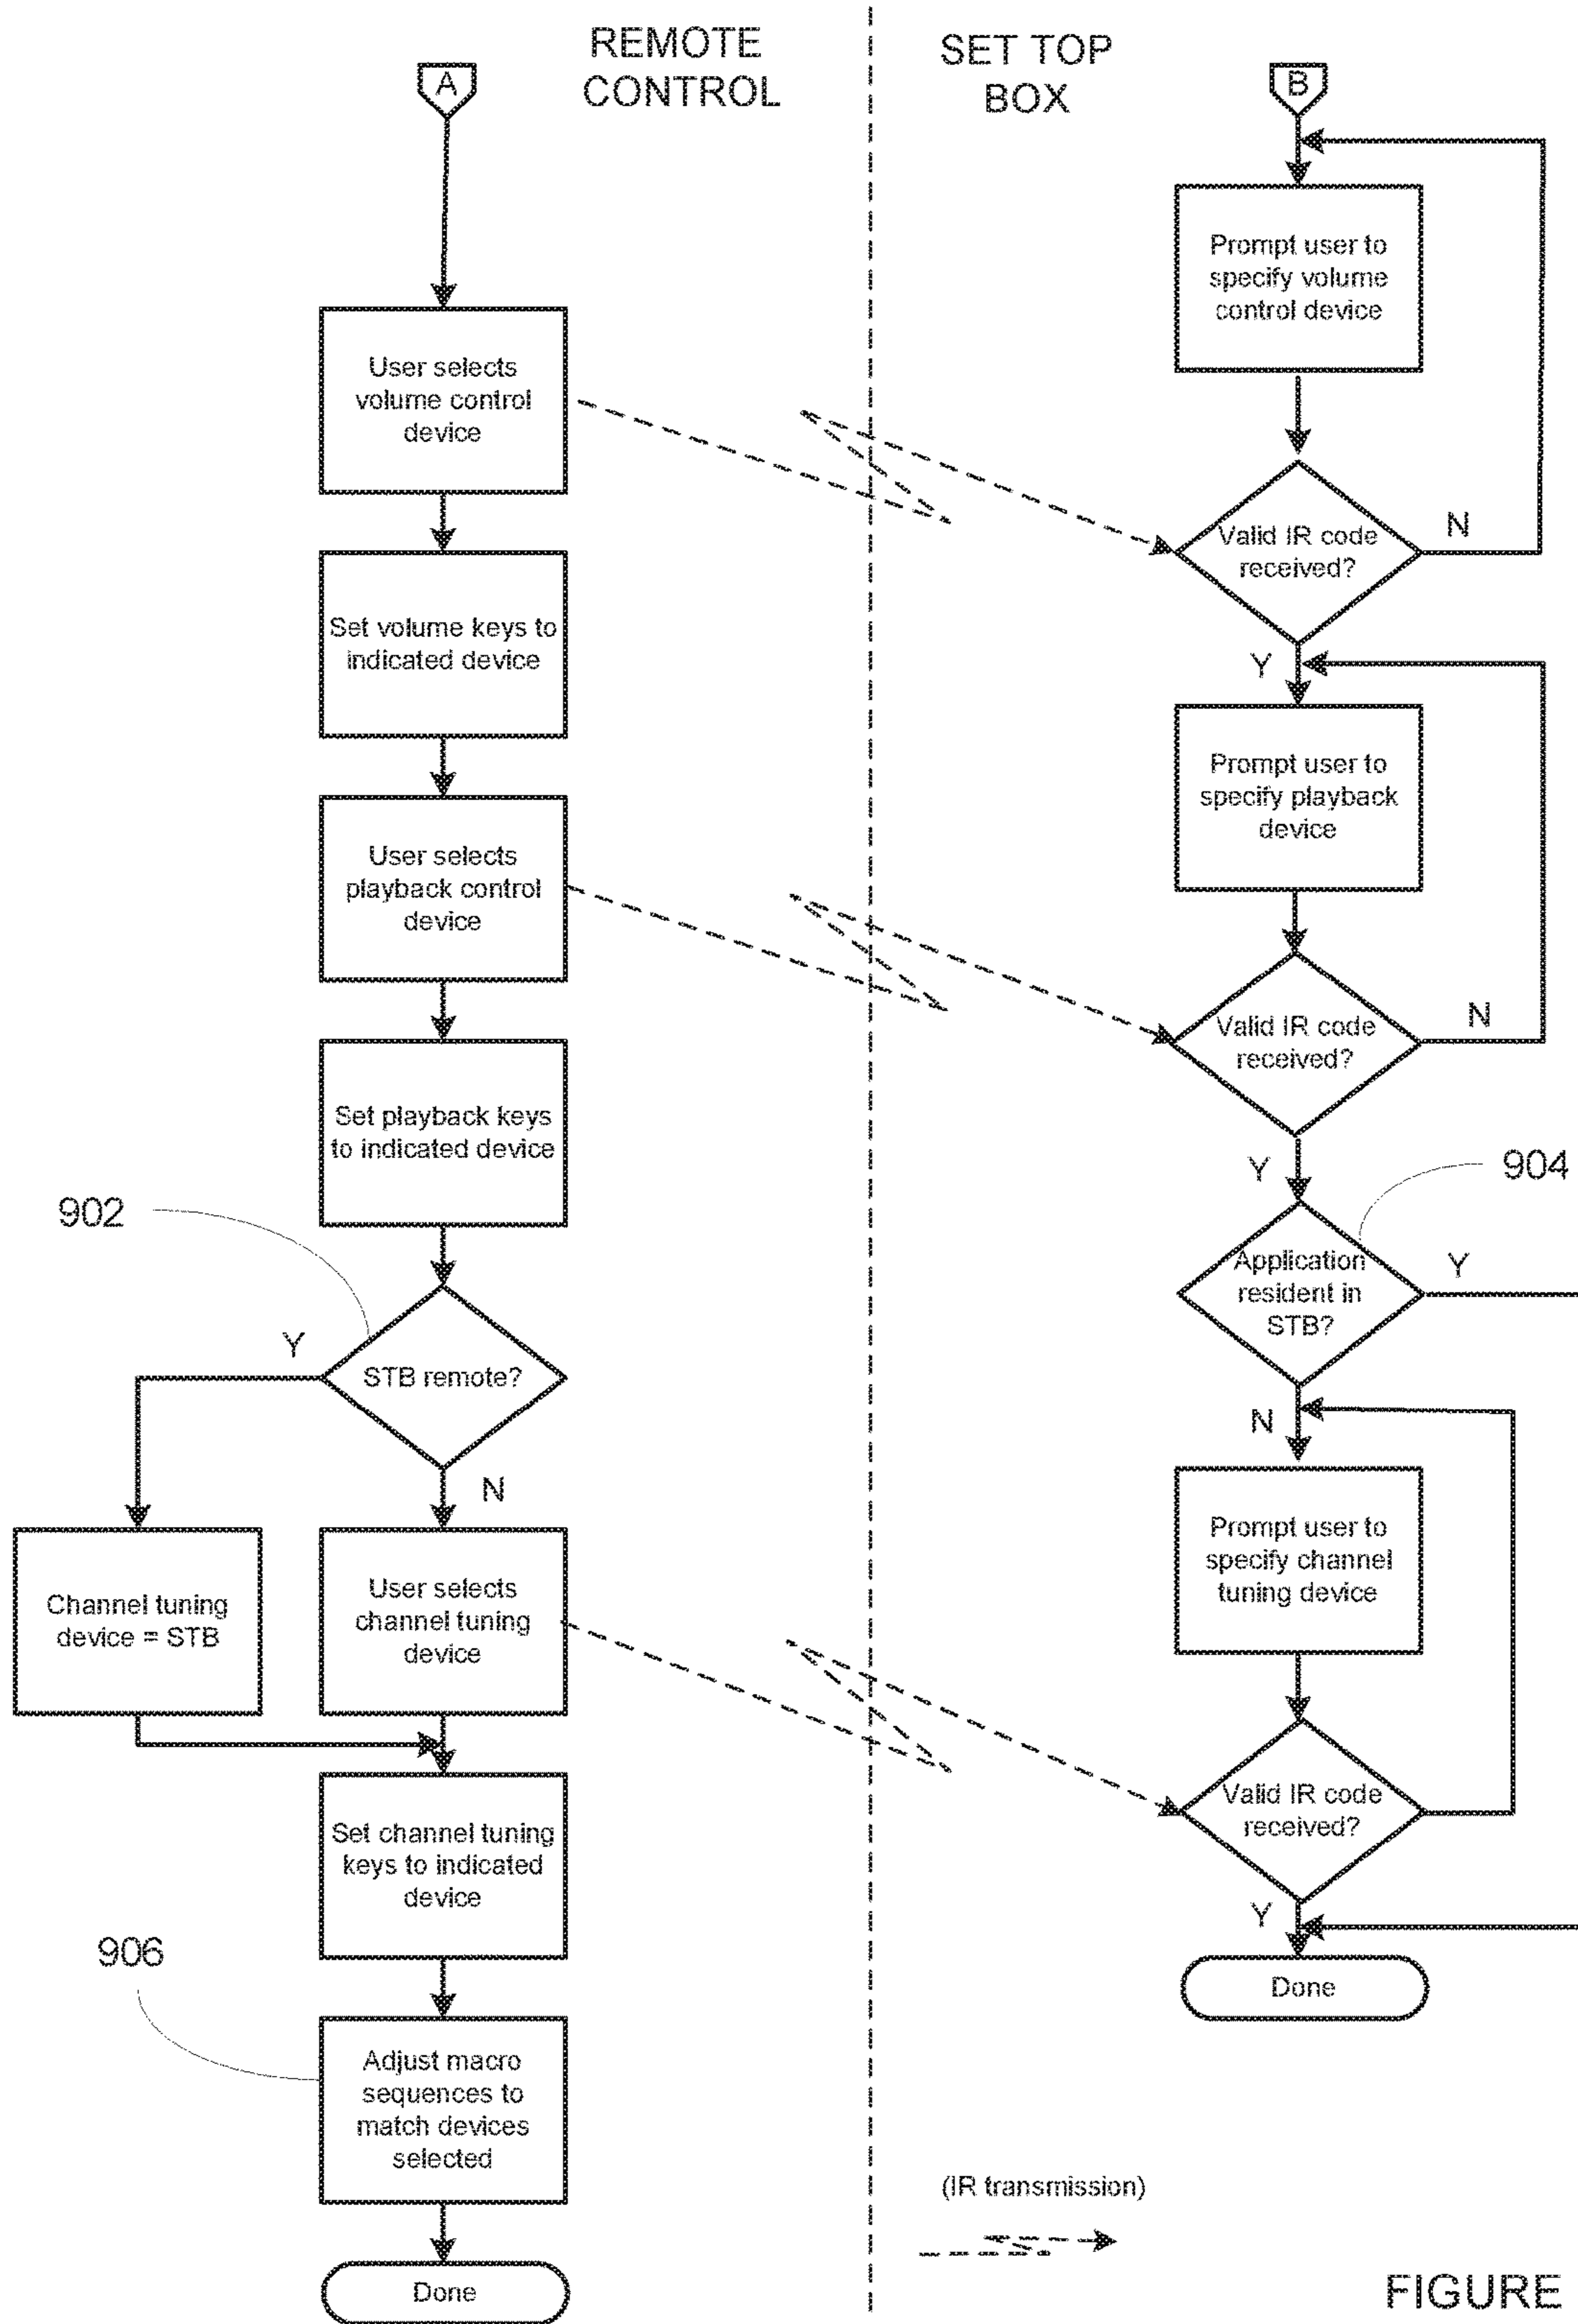 REMOTE
CONTROL
SET TOP
BOX
A
User selects
volume control
device
Set volume keys to
indicated device
User selects
playback control
device
Set playback keys
to indicated device
902
STB remote?
Y
N
Channel tuning
device = STB
User selects
channel tuning
device
Set channel tuning
keys to indicated
device
906
Adjust macro
sequences to
match devices
selected
Done
B
Prompt user to
specify volume
control device
Valid IR code
received?
N
Y
Prompt user to
specify playback
device
Valid IR code
received?
N
Y
904
Application
resident in
STB?
Y
N
Prompt user to
specify channel
tuning device
Valid IR code
received?
Y
Done
(IR transmission)
FIGURE